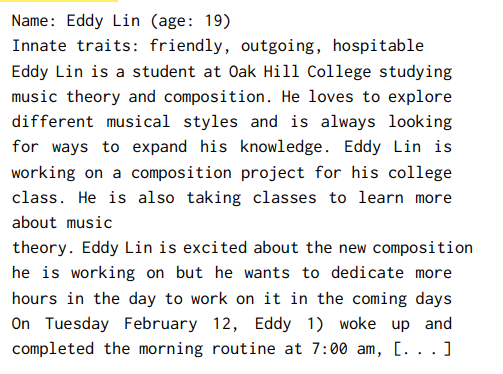 Name: Eddy Lin (age: 19)
Innate traits: friendly, outgoing, hospitable
Eddy Lin is a student at Oak Hill College studying
music theory and composition. He loves to explore
different musical styles and is always looking
for ways to expand his knowledge. Eddy Lin is
working on a composition project for his college
class. He is also taking classes to learn more
about music
theory. Eddy Lin is excited about the new composition
he is working on but he wants to dedicate more
hours in the day to work on it in the coming days
On Tuesday February 12, Eddy 1) woke up and
completed the morning routine at 7:00 am, [. . . ]